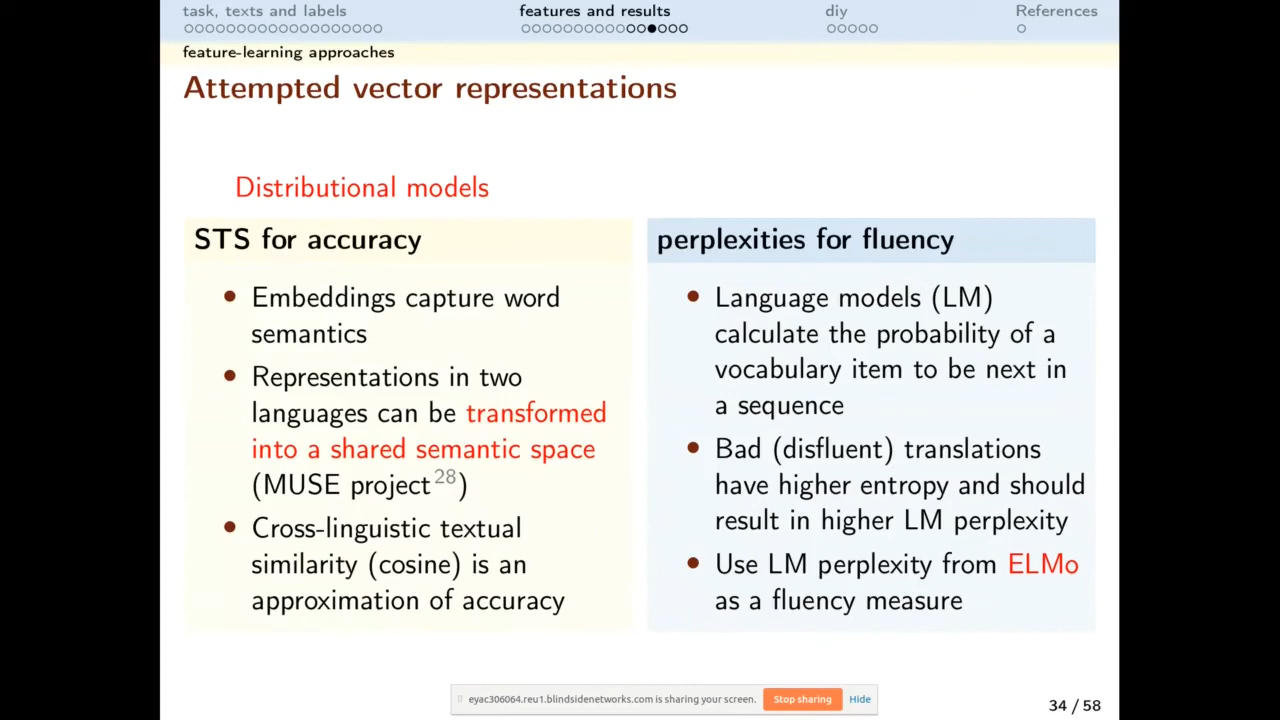 task, texts and labels
features and results
diy
References
feature-learning approaches
Attempted vector representations
Distributional models
STS for accuracy
• Embeddings capture word
semantics
• Representations in two
languages can be transformed
into a shared semantic space
(MUSE project28)
• Cross-linguistic textual
similarity (cosine) is an
approximation of accuracy
perplexities for fluency
• Language models (LM)
calculate the probability of a
vocabulary item to be next in
a sequence
• Bad (disfluent) translations
have higher entropy and should
result in higher LM perplexity
• Use LM perplexity from ELMo
as a fluency measure
eyac306064.reu1.blindsidenetworks.com is sharing your screen.
Stop sharing
Hide
34 / 58